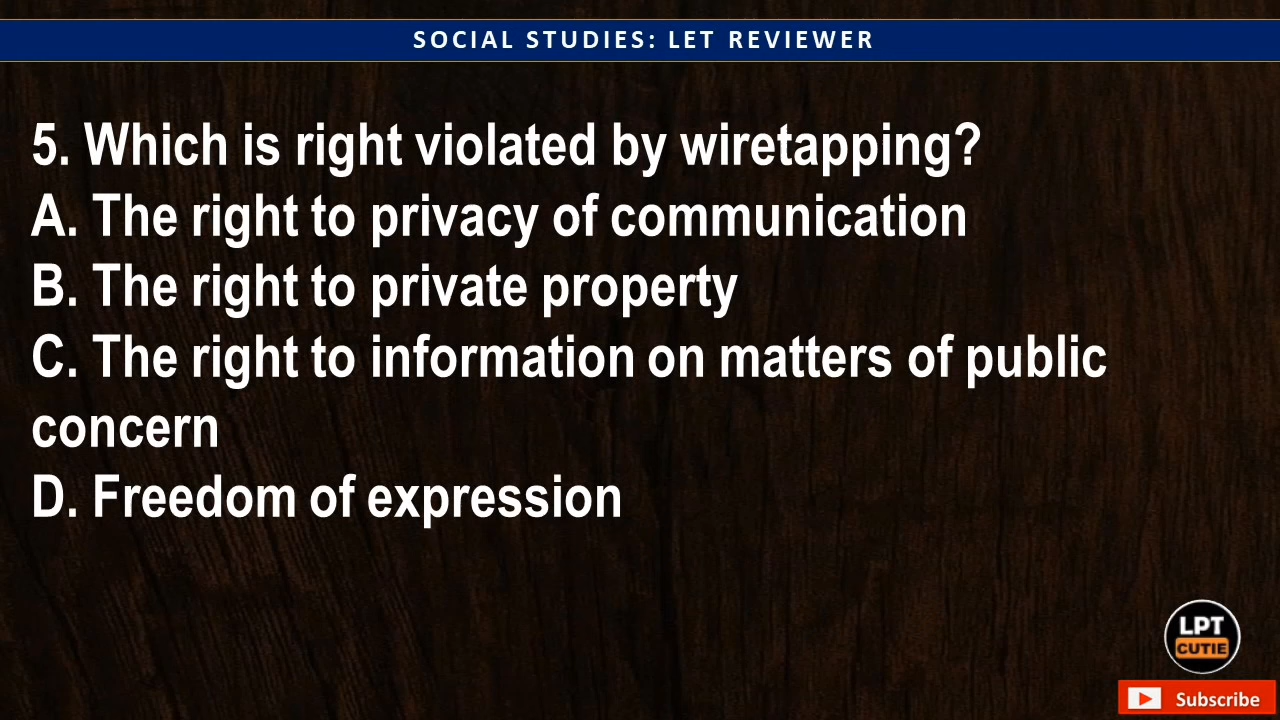 SOCIAL STUDIES: LET REVIEWER
5. Which is right violated by wiretapping?
A. The right to privacy of communication
B. The right to private property
C. The right to information on matters of public
concern
D. Freedom of expression
LPT
CUTIE
Subscribe